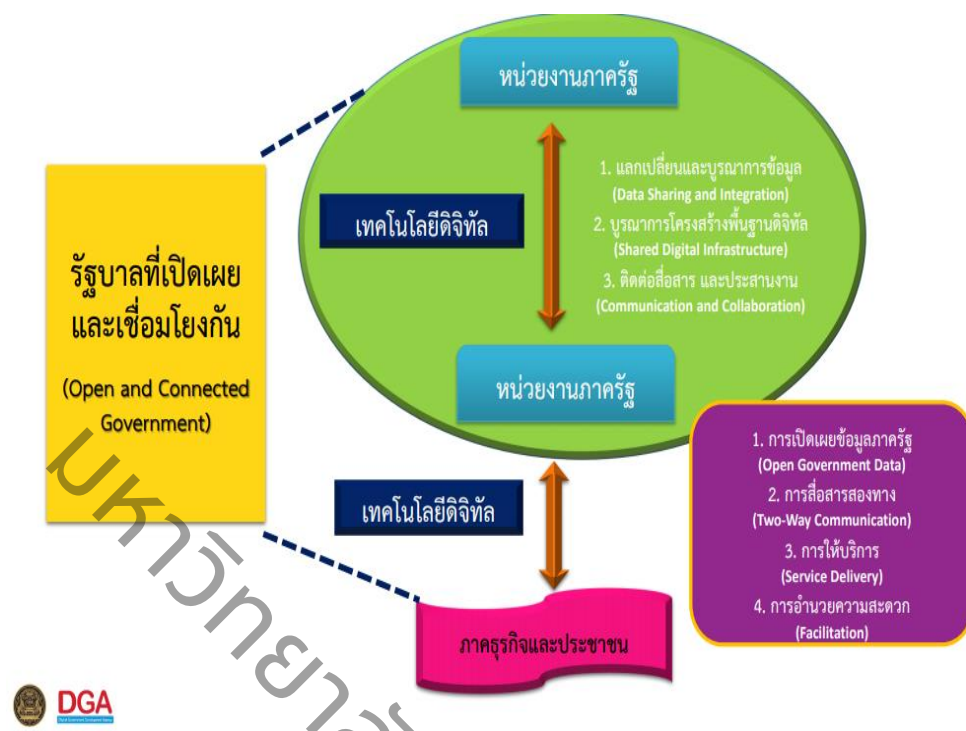 หน่วยงานภาครัฐ
1. แลกเปลี่ยนและบูรณาการข้อมูล
(Data Sharing and Integration)
เทคโนโลยีดิจิทัล
2. บูรณาการโครงสร้างพื้นฐานดิจิทัล
(Shared Digital Infrastructure)
3. ติดต่อสื่อสาร และประสานงาน
(Communication and Collaboration)
รัฐบาลที่เปิดเผย
และเชื่อมโยงกัน
(Open and Connected
Government)
หน่วยงานภาครัฐ
1. การเปิดเผยข้อมูลภาครัฐ
(Open Government Data)
2. การสื่อสารสองทาง
(Two-Way Communication)
3. การให้บริการ
(Service Delivery)
4. การอำนวยความสะดวก
(Facilitation)
เทคโนโลยีดิจิทัล
ภาคธุรกิจและประชาชน
มหาวิทยาลั
DGA